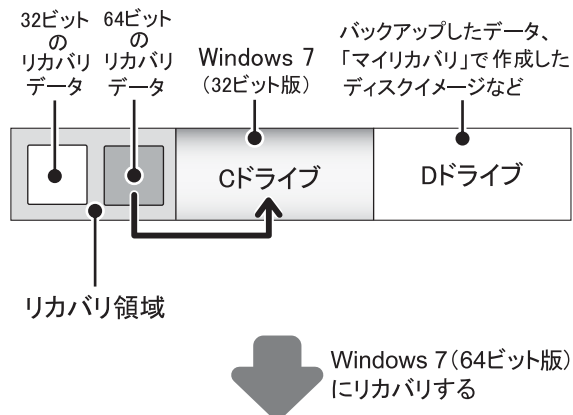 32ビット
の
リカバリ
データ
64ビット
の
リカバリ
データ
Windows 7
(32ビット版)
バックアップしたデータ、
「マイリカバリ」で作成した
ディスクイメージなど
Cドライブ
Dドライブ
リカバリ領域
Windows 7(64ビット版)
にリカバリする